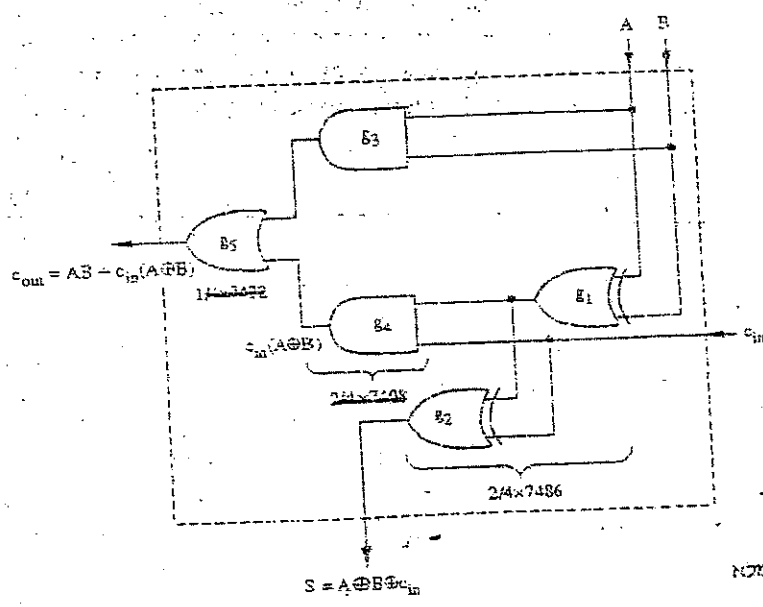 A B
g3
g5
c_out = AB + c_in(A⊕B)
g1
g4
c_in
c_in(A⊕B)
g2
2/4×7486
S = A⊕B⊕c_in